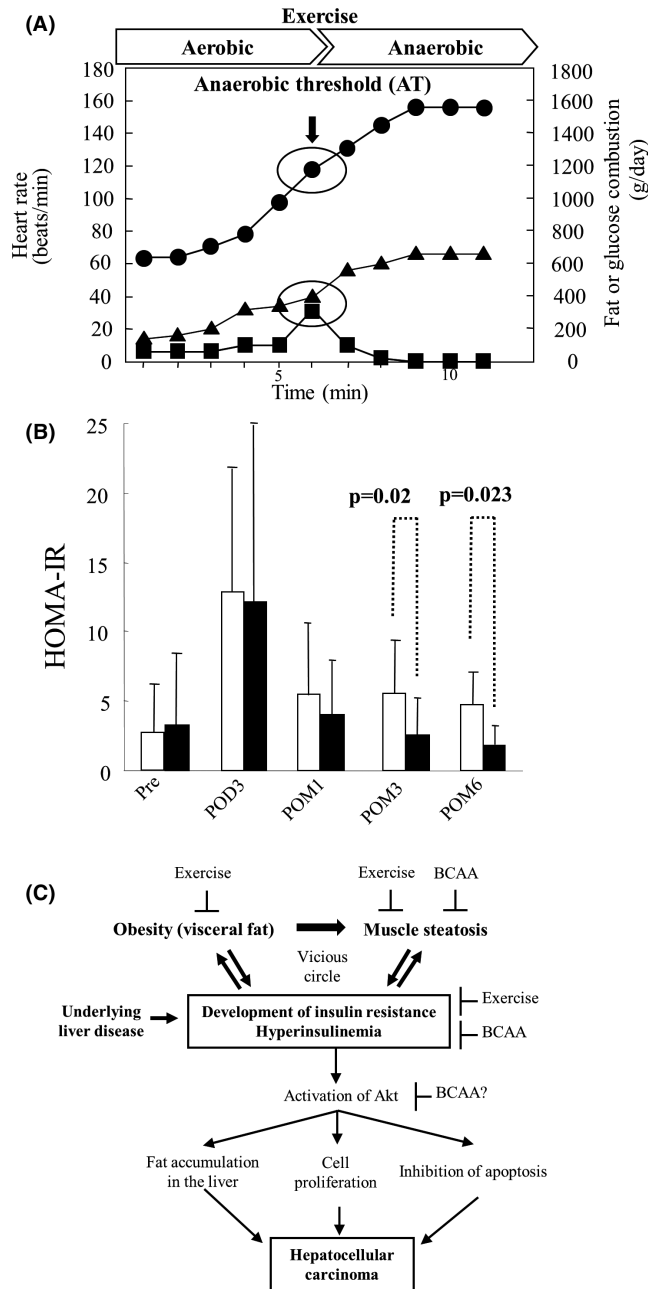 (A)
Exercise
Aerobic
Anaerobic
Anaerobic threshold (AT)
180
160
140
120
100
80
60
40
20
0
Heart rate
(beats/min)
1800
1600
1400
1200
1000
800
600
400
200
0
Fat or glucose combustion
(g/day)
5
10
Time (min)
(B)
25
20
15
10
5
0
HOMA-IR
p=0.02
p=0.023
Pre
POD3
POM1
POM3
POM6
(C)
Exercise
Exercise
BCAA
Obesity (visceral fat)
Muscle steatosis
Vicious
circle
Underlying
liver disease
Development of insulin resistance
Hyperinsulinemia
Exercise
BCAA
Activation of Akt
BCAA?
Fat accumulation
in the liver
Cell
proliferation
Inhibition of apoptosis
Hepatocellular
carcinoma